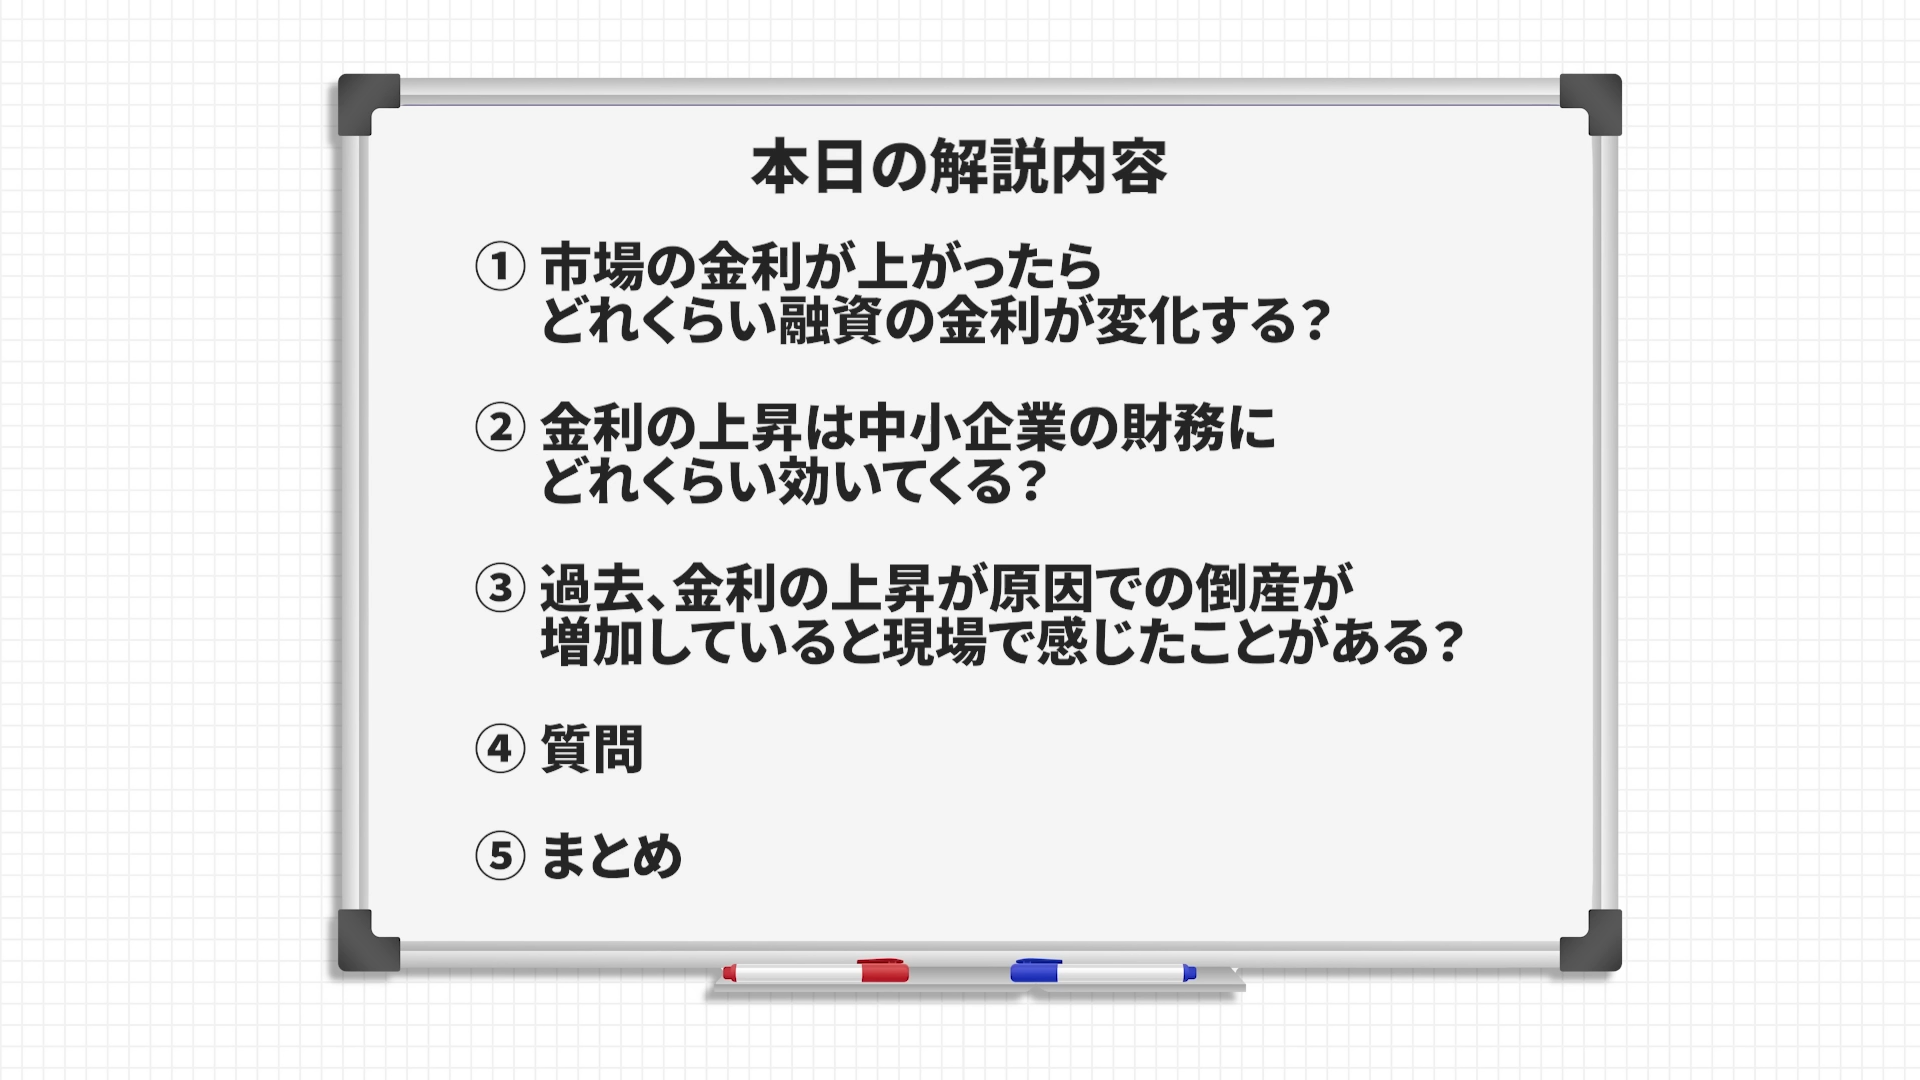 本日の解説内容
① 市場の金利が上がったら
どれくらい融資の金利が変化する？
② 金利の上昇は中小企業の財務に
どれくらい効いてくる？
③ 過去、金利の上昇が原因での倒産が
増加していると現場で感じたことがある？
④ 質問
⑤ まとめ